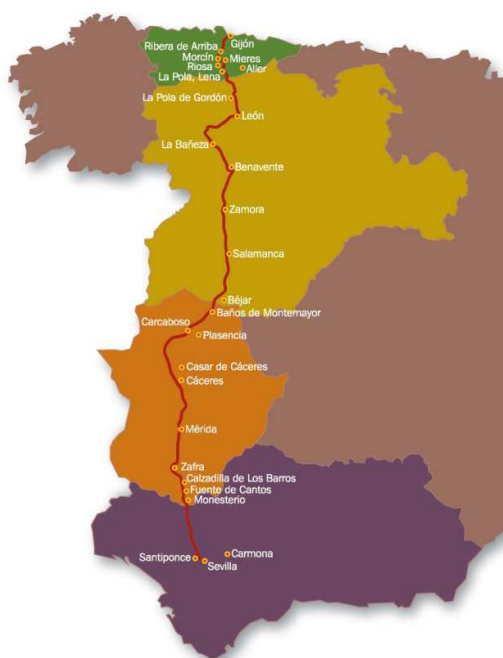 Gijón
Ribera de Arriba
Morcín
Mieres
Riosa
Aller
La Pola, Lena
La Pola de Gordón
León
La Bañeza
Benavente
Zamora
Salamanca
Béjar
Baños de Montemayor
Carcaboso
Plasencia
Casar de Cáceres
Cáceres
Mérida
Zafra
Calzadilla de Los Barros
Fuente de Cantos
Monesterio
Carmona
Santiponce
Sevilla